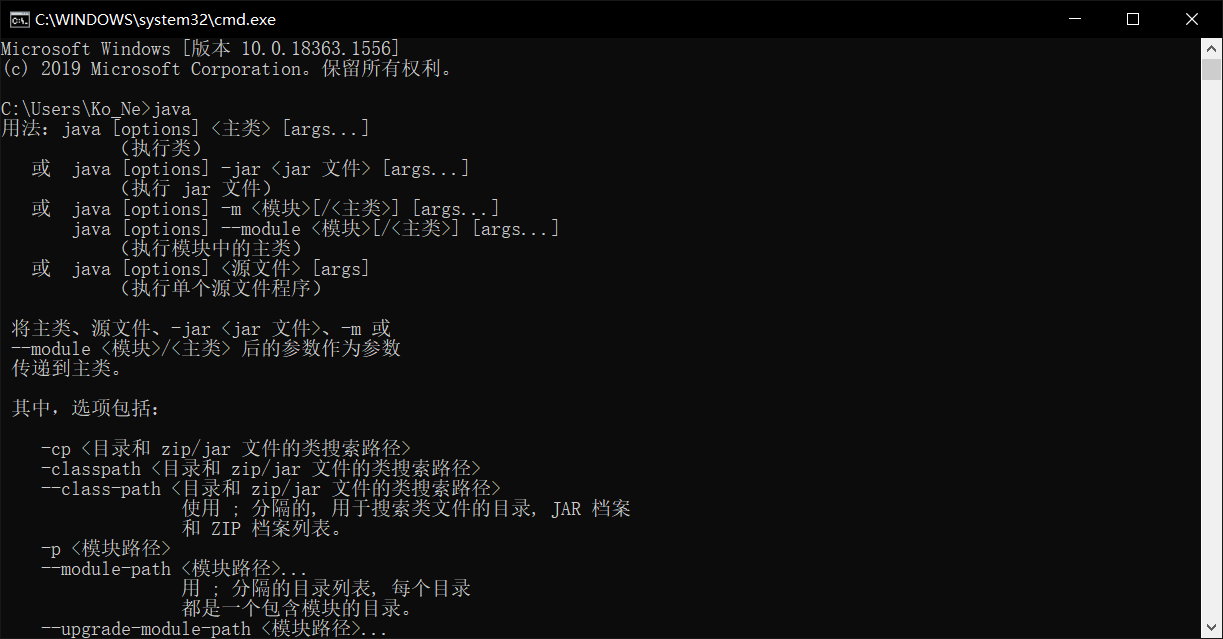 C:\WINDOWS\system32\cmd.exe
Microsoft Windows [版本 10.0.18363.1556]
(c) 2019 Microsoft Corporation。保留所有权利。
C:\Users\Ko_Ne>java
用法：java [options] <主类> [args...]
（执行类）
或 java [options] -jar <jar 文件> [args...]
（执行 jar 文件）
或 java [options] -m <模块>[/<主类>] [args...]
java [options] --module <模块>[/<主类>] [args...]
（执行模块中的主类）
或 java [options] <源文件> [args]
（执行单个源文件程序）
将主类、源文件、-jar <jar 文件>、-m 或
--module <模块>/<主类> 后的参数作为参数
传递到主类。
其中，选项包括：
-cp <目录和 zip/jar 文件的类搜索路径>
-classpath <目录和 zip/jar 文件的类搜索路径>
--class-path <目录和 zip/jar 文件的类搜索路径>
使用 ; 分隔的, 用于搜索类文件的目录, JAR 档案
和 ZIP 档案列表。
-p <模块路径>
--module-path <模块路径>...
用 ; 分隔的目录列表, 每个目录
都是一个包含模块的目录。
--upgrade-module-path <模块路径>...